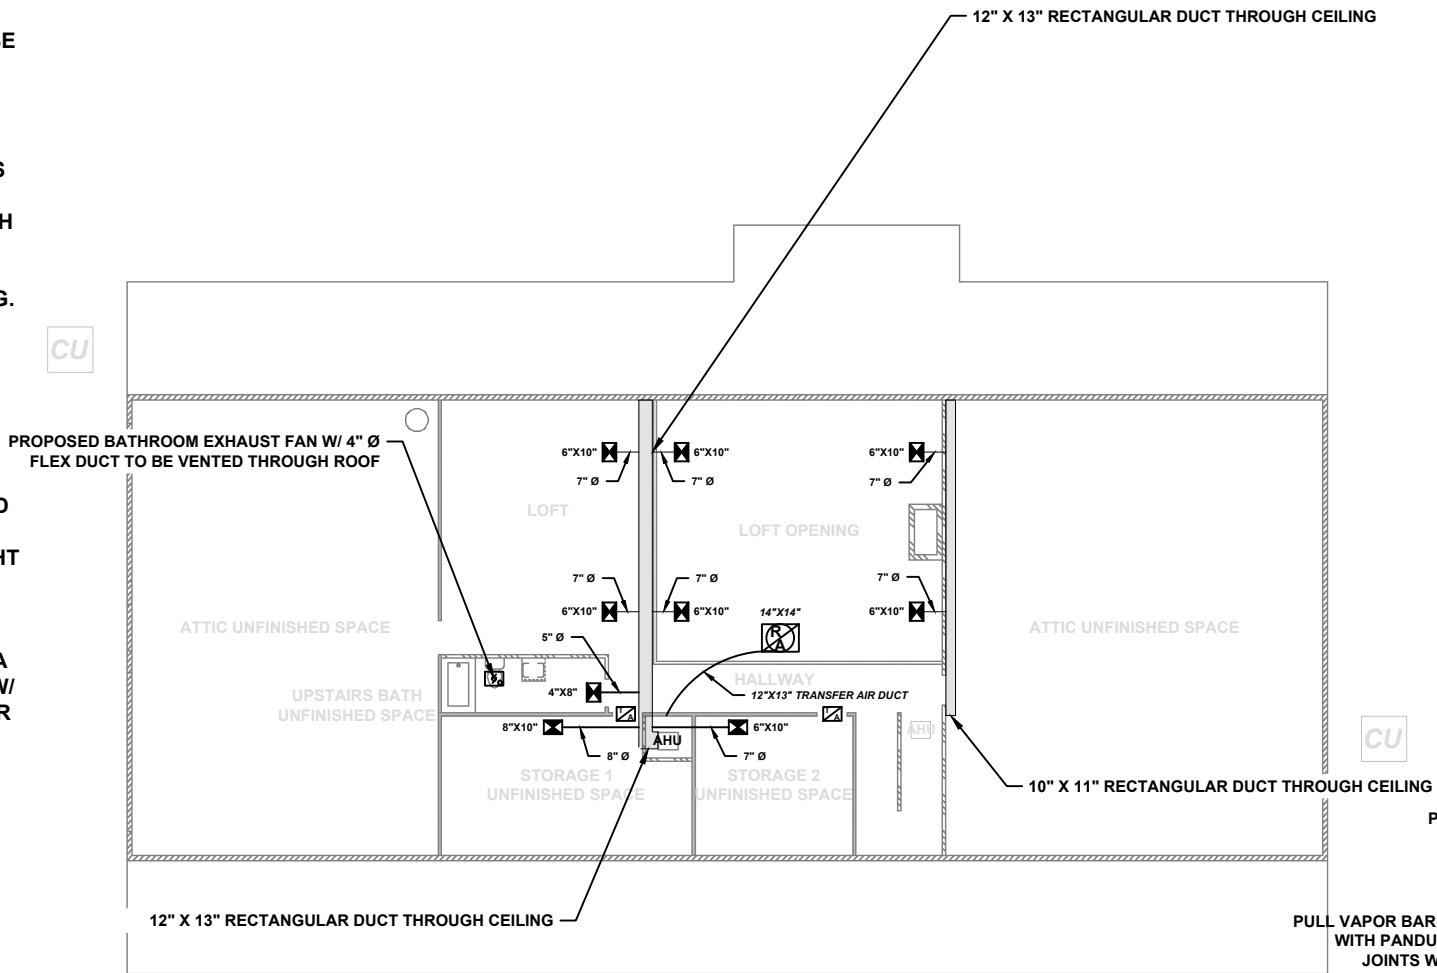 12" X 13" RECTANGULAR DUCT THROUGH CEILING
G.
CU
PROPOSED BATHROOM EXHAUST FAN W/ 4" Ø
FLEX DUCT TO BE VENTED THROUGH ROOF
6"X10"
6"X10"
6"X10"
7" Ø
7" Ø
7" Ø
LOFT
LOFT OPENING
7" Ø
7" Ø
7" Ø
6"X10"
6"X10"
6"X10"
14"X14"
R
A
ATTIC UNFINISHED SPACE
ATTIC UNFINISHED SPACE
5" Ø
A
W/
HALLWAY
4"X8"
12"X13" TRANSFER AIR DUCT
UPSTAIRS BATH
UNFINISHED SPACE
T
A
T
A
8"X10"
6"X10"
AHU
AHU
CU
8" Ø
7" Ø
STORAGE 1
UNFINISHED SPACE
STORAGE 2
UNFINISHED SPACE
10" X 11" RECTANGULAR DUCT THROUGH CEILING
P
12" X 13" RECTANGULAR DUCT THROUGH CEILING
PULL VAPOR
WITH
JOINTS